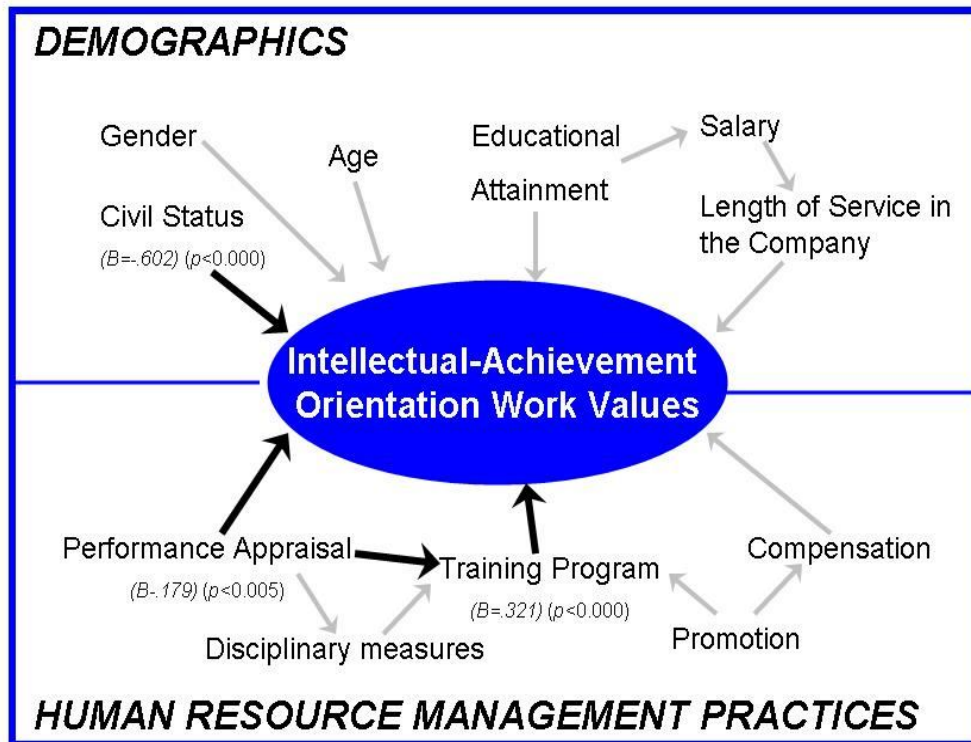 DEMOGRAPHICS
Gender
Age
Educational
Attainment
Salary
Civil Status
(B=-.602) (p<0.000)
Length of Service in
the Company
Intellectual-Achievement
Orientation Work Values
Performance Appraisal
(B-.179) (p<0.005)
Training Program
(B=.321) (p<0.000)
Compensation
Disciplinary measures
Promotion
HUMAN RESOURCE MANAGEMENT PRACTICES